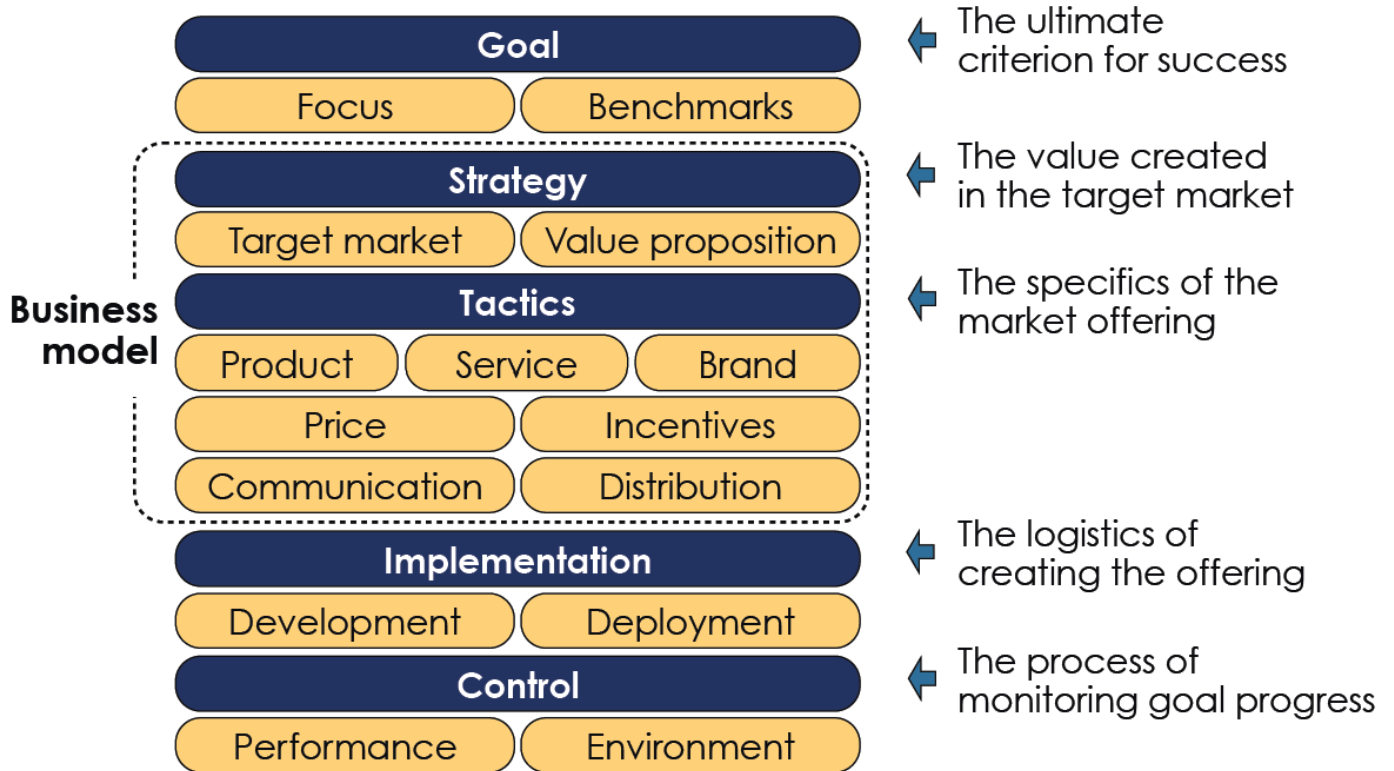 Goal
The ultimate
criterion for success
Focus
Benchmarks
Strategy
The value created
in the target market
Target market
Value proposition
Business
model
Tactics
The specifics of the
market offering
Product
Service
Brand
Price
Incentives
Communication
Distribution
Implementation
The logistics of
creating the offering
Development
Deployment
Control
The process of
monitoring goal progress
Performance
Environment